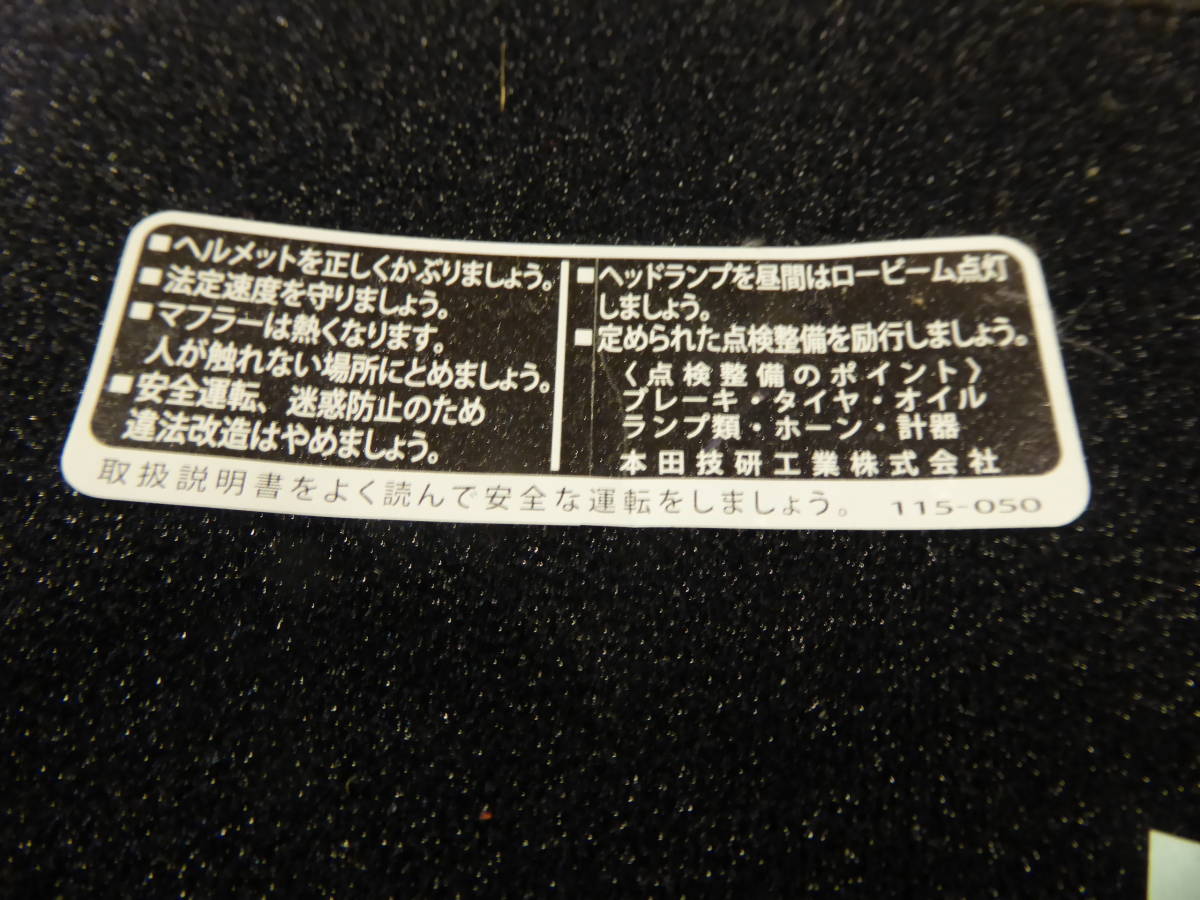 ■ヘルメットを正しくかぶりましょう。
■法定速度を守りましょう。
■マフラーは熱くなります。
人が触れない場所にとめましょう。
■安全運転、迷惑防止のため
違法改造はやめましょう。
■ヘッドランプを昼間はロービーム点灯
しましょう。
■定められた点検整備を励行しましょう。
〈点検整備のポイント〉
ブレーキ・タイヤ・オイル
ランプ類・ホーン・計器
本田技研工業株式会社
取扱説明書をよく読んで安全な運転をしましょう。 115-050